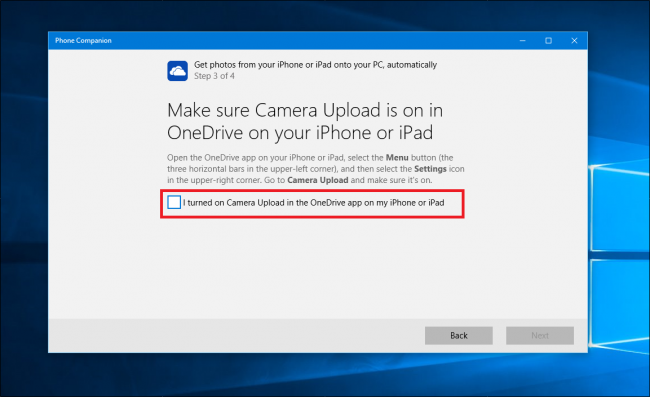 Phone Companion
Get photos from your iPhone or iPad onto your PC, automatically
Step 3 of 4
Make sure Camera Upload is on in
OneDrive on your iPhone or iPad
Open the OneDrive app on your iPhone or iPad, select the Menu button (the
three horizontal bars in the upper-left corner), and then select the Settings icon
in the upper-right corner. Go to Camera Upload and make sure it's on.
I turned on Camera Upload in the OneDrive app on my iPhone or iPad
Back Next